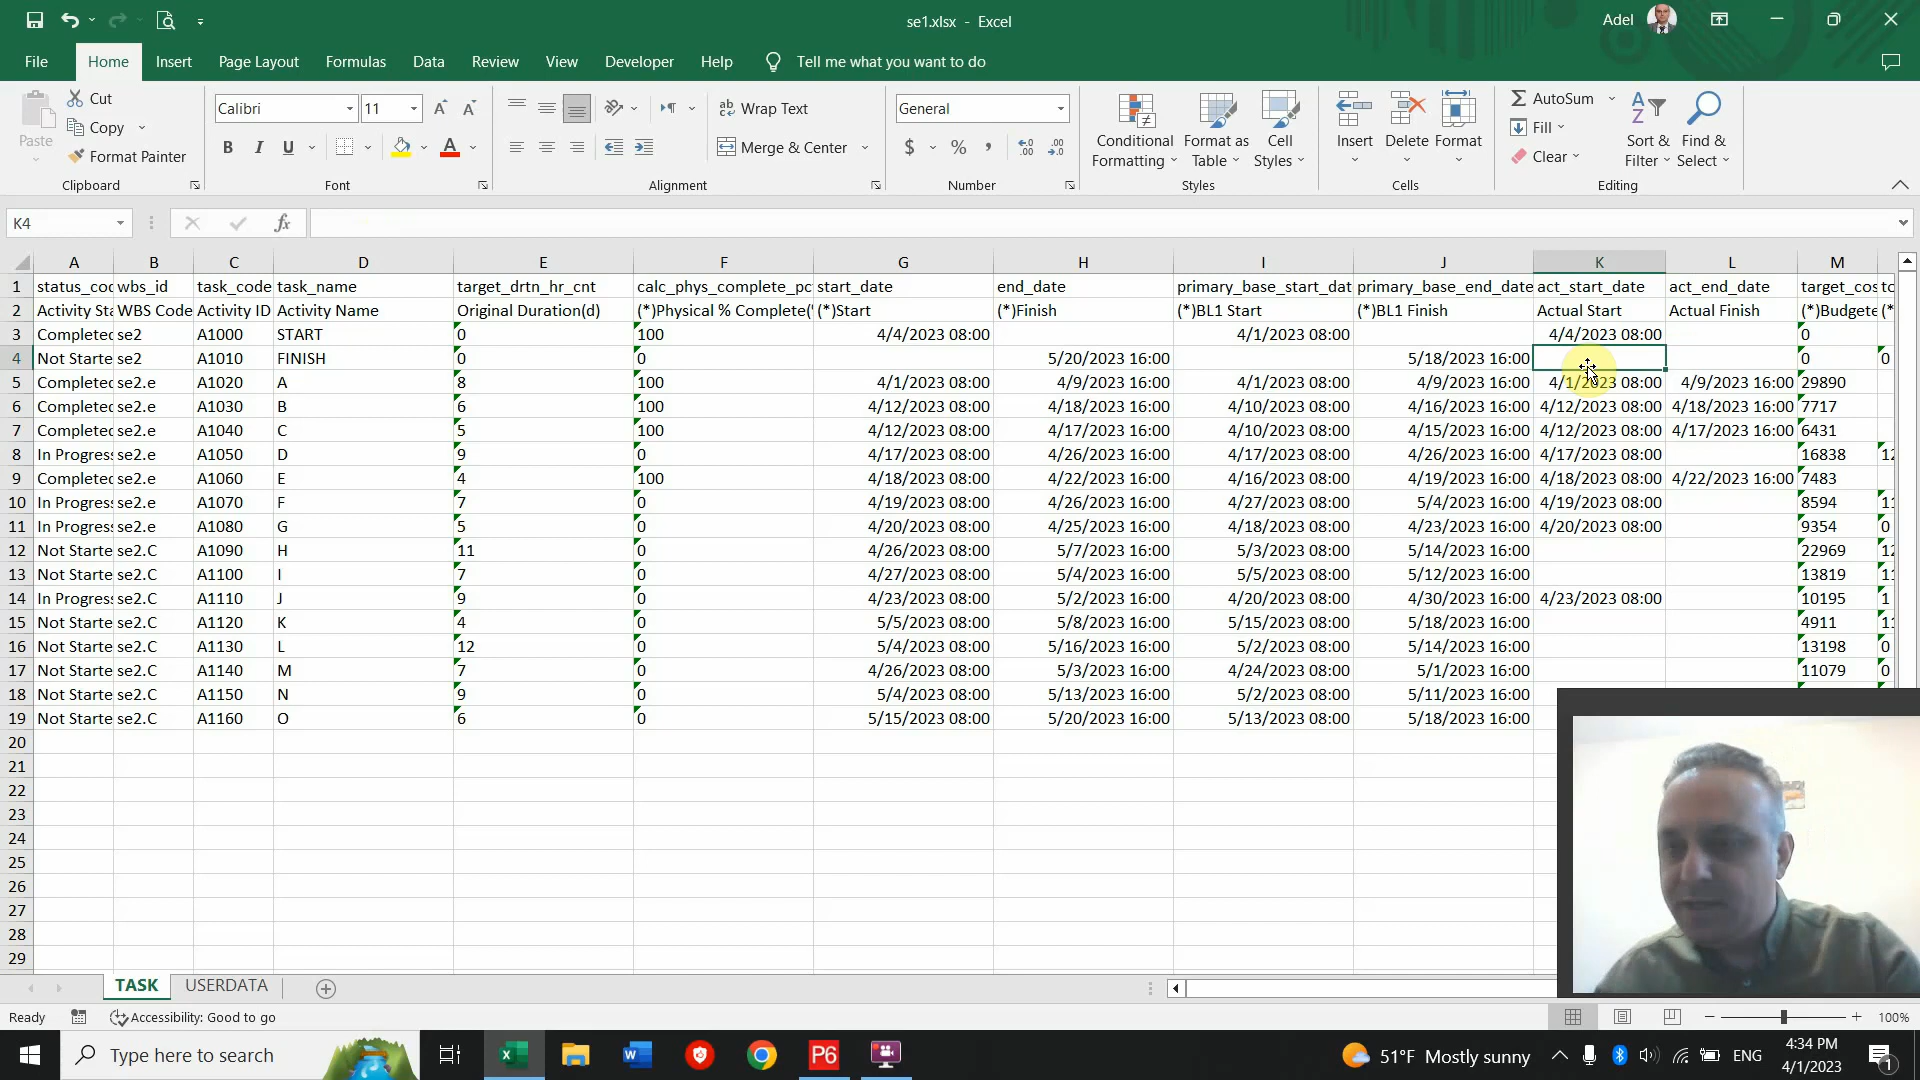 se1.xlsx - Excel
Adel
File Home Insert Page Layout Formulas Data Review View Developer Help Tell me what you want to do
Paste
Cut
Copy
Format Painter
Clipboard
Calibri 11
B I U
Font
Wrap Text
Merge & Center
Alignment
General
$ % ,
Number
Conditional Formatting
Format as Table
Cell Styles
Styles
Insert Delete Format
Cells
AutoSum
Fill
Clear
Sort & Filter
Find & Select
Editing
K4 fx
A B C D E F G H I J K L M
1 status_coc wbs_id task_code task_name target_drtn_hr_cnt calc_phys_complete_pc start_date end_date primary_base_start_dat primary_base_end_date act_start_date act_end_date target_cos tc
2 Activity Sta WBS Code Activity ID Activity Name Original Duration(d) (*)Physical % Complete(' (*)Start (*)Finish (*)BL1 Start (*)BL1 Finish Actual Start Actual Finish (*)Budgete (*
3 Completed se2 A1000 START 0 100 4/4/2023 08:00 4/1/2023 08:00 4/4/2023 08:00 0
4 Not Starte se2 A1010 FINISH 0 0 5/20/2023 16:00 5/18/2023 16:00 0 0
5 Completed se2.e A1020 A 8 100 4/1/2023 08:00 4/9/2023 16:00 4/1/2023 08:00 4/9/2023 16:00 4/1/2023 08:00 4/9/2023 16:00 29890
6 Completed se2.e A1030 B 6 100 4/12/2023 08:00 4/18/2023 16:00 4/10/2023 08:00 4/16/2023 16:00 4/12/2023 08:00 4/18/2023 16:00 7717
7 Completed se2.e A1040 C 5 100 4/12/2023 08:00 4/17/2023 16:00 4/10/2023 08:00 4/15/2023 16:00 4/12/2023 08:00 4/17/2023 16:00 6431
8 In Progress se2.e A1050 D 9 0 4/17/2023 08:00 4/26/2023 16:00 4/17/2023 08:00 4/26/2023 16:00 4/17/2023 08:00 16838 12
9 Completed se2.e A1060 E 4 100 4/18/2023 08:00 4/22/2023 16:00 4/16/2023 08:00 4/19/2023 16:00 4/18/2023 08:00 4/22/2023 16:00 7483
10 In Progress se2.e A1070 F 7 0 4/19/2023 08:00 4/26/2023 16:00 4/27/2023 08:00 5/4/2023 16:00 4/19/2023 08:00 8594 11
11 In Progress se2.e A1080 G 5 0 4/20/2023 08:00 4/25/2023 16:00 4/18/2023 08:00 4/23/2023 16:00 4/20/2023 08:00 9354 0
12 Not Starte se2.C A1090 H 11 0 4/26/2023 08:00 5/7/2023 16:00 5/3/2023 08:00 5/14/2023 16:00 22969 12
13 Not Starte se2.C A1100 I 7 0 4/27/2023 08:00 5/4/2023 16:00 5/5/2023 08:00 5/12/2023 16:00 13819 11
14 In Progress se2.C A1110 J 9 0 4/23/2023 08:00 5/2/2023 16:00 4/20/2023 08:00 4/30/2023 16:00 4/23/2023 08:00 10195 1
15 Not Starte se2.C A1120 K 4 0 5/5/2023 08:00 5/8/2023 16:00 5/15/2023 08:00 5/18/2023 16:00 4911 11
16 Not Starte se2.C A1130 L 12 0 5/4/2023 08:00 5/16/2023 16:00 5/2/2023 08:00 5/14/2023 16:00 13198 0
17 Not Starte se2.C A1140 M 7 0 4/26/2023 08:00 5/3/2023 16:00 4/24/2023 08:00 5/1/2023 16:00 11079 0
18 Not Starte se2.C A1150 N 9 0 5/4/2023 08:00 5/13/2023 16:00 5/2/2023 08:00 5/11/2023 16:00
19 Not Starte se2.C A1160 O 6 0 5/15/2023 08:00 5/20/2023 16:00 5/13/2023 08:00 5/18/2023 16:00
20
21
22
23
24
25
26
27
28
29
TASK USERDATA
Ready Accessibility: Good to go 100%
Type here to search
P6
51°F Mostly sunny
ENG
4:34 PM
4/1/2023
1